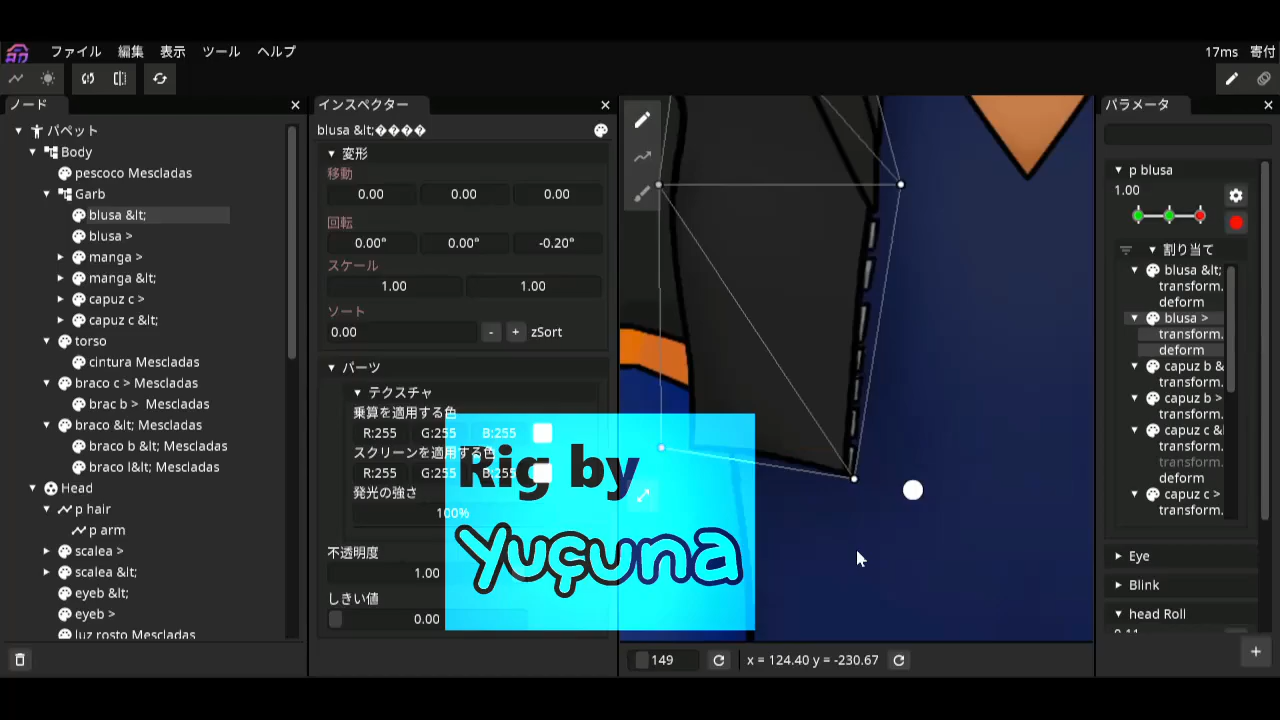 ファイル 編集 表示 ツール ヘルプ 17ms 寄付
ノード
パペット
Body
pescoco Mescladas
Garb
blusa &lt;
blusa >
manga >
manga &lt;
capuz c >
capuz c &lt;
torso
cintura Mescladas
braco c > Mescladas
brac b >  Mescladas
braco &lt; Mescladas
braco b &lt; Mescladas
braco l&lt; Mescladas
Head
p hair
p arm
scalea >
scalea &lt;
eyeb &lt;
eyeb >
luz rosto Mescladas
インスペクター
blusa &lt;����
変形
移動
0.00 0.00 0.00
回転
0.00° 0.00° -0.20°
スケール
1.00 1.00
ソート
0.00 - + zSort
パーツ
テクスチャ
乗算を適用する色
R:255 G:255 B:255
スクリーンを適用する色
R:255 G:255 B:255
発光の強さ
100%
不透明度
1.00
しきい値
0.00
Rig by
Yuçuna
149 x = 124.40 y = -230.67
パラメータ
p blusa
1.00
割り当て
blusa &lt;
transform.
deform
blusa >
transform.
deform
capuz b &
transform.
capuz b >
transform.
capuz c &
transform.
deform
capuz c >
transform.
Eye
Blink
head Roll
+